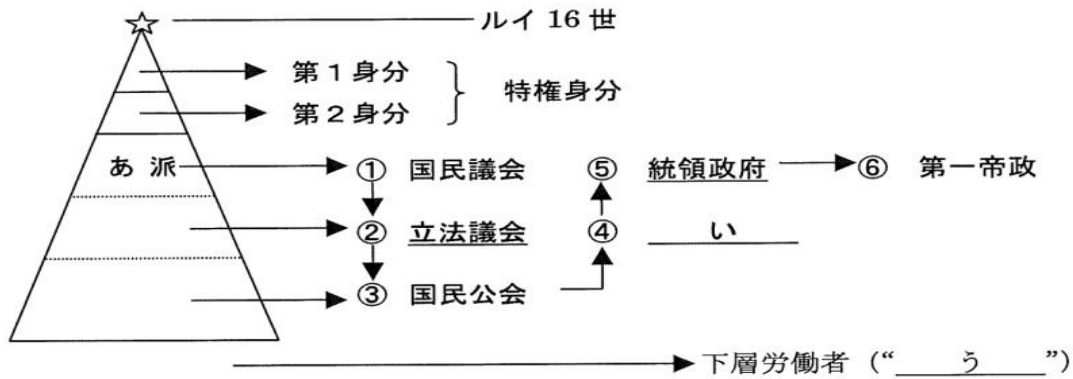 ルイ 16 世
第1身分
特権身分
第2身分
あ 派
① 国民議会
⑤ 統領政府
⑥ 第一帝政
② 立法議会
④ い
③ 国民公会
下層労働者 (“ う ”)